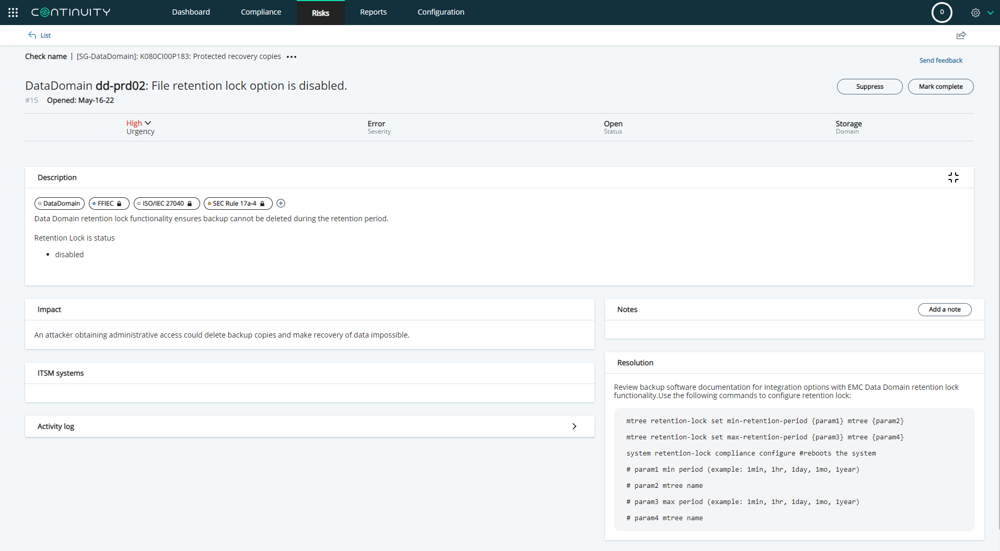 CONTINUITY
Dashboard
Compliance
Risks
Reports
Configuration
0
List
Check name | [SG-DataDomain]: K080CI00P183: Protected recovery copies •••
Send feedback
DataDomain dd-prd02: File retention lock option is disabled.
Suppress
Mark complete
#15 Opened: May-16-22
High
Urgency
Error
Severity
Open
Status
Storage
Domain
Description
DataDomain
FFIEC
ISO/IEC 27040
SEC Rule 17a-4
Data Domain retention lock functionality ensures backup cannot be deleted during the retention period.
Retention Lock is status
• disabled
Impact
An attacker obtaining administrative access could delete backup copies and make recovery of data impossible.
ITSM systems
Activity log
Notes
Add a note
Resolution
Review backup software documentation for integration options with EMC Data Domain retention lock
functionality.Use the following commands to configure retention lock:
mtree retention-lock set min-retention-period {param1} mtree {param2}
mtree retention-lock set max-retention-period {param3} mtree {param4}
system retention-lock compliance configure #reboots the system
# param1 min period (example: 1min, 1hr, 1day, 1mo, 1year)
# param2 mtree name
# param3 max period (example: 1min, 1hr, 1day, 1mo, 1year)
# param4 mtree name